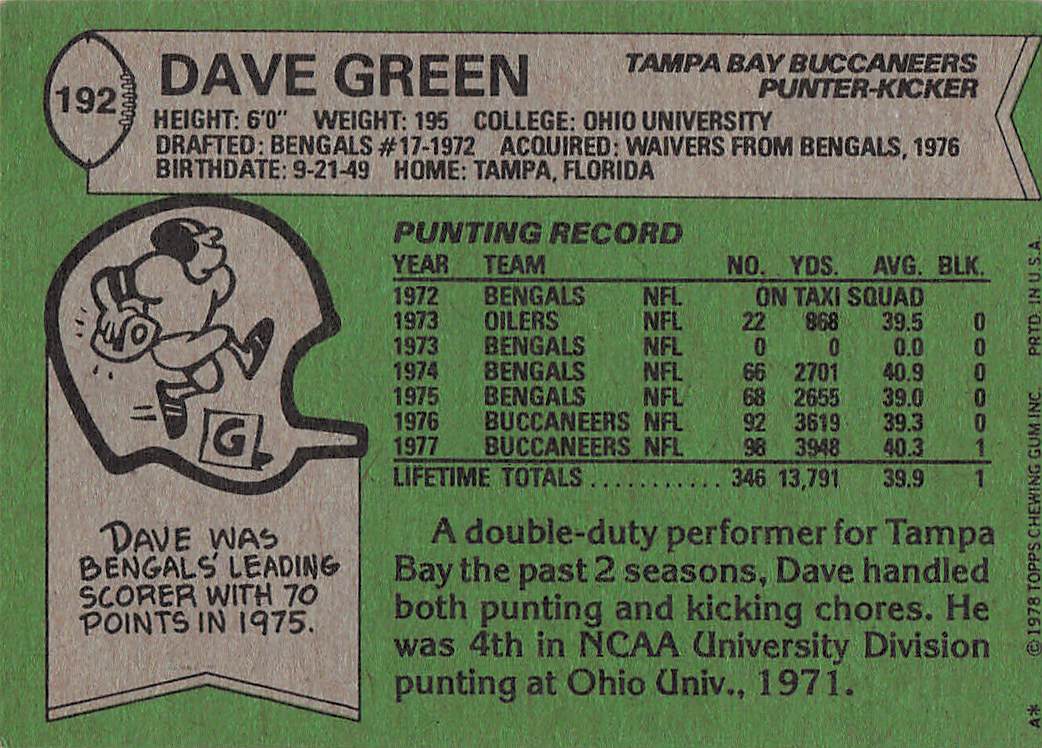 192
DAVE GREEN
TAMPA BAY BUCCANEERS
PUNTER-KICKER
HEIGHT: 6'0" WEIGHT: 195 COLLEGE: OHIO UNIVERSITY
DRAFTED: BENGALS #17-1972 ACQUIRED: WAIVERS FROM BENGALS, 1976
BIRTHDATE: 9-21-49 HOME: TAMPA, FLORIDA
G
DAVE WAS
BENGALS' LEADING
SCORER WITH 70
POINTS IN 1975.
PUNTING RECORD
YEAR TEAM NO. YDS. AVG. BLK.
1972 BENGALS NFL ON TAXI SQUAD
1973 OILERS NFL 22 868 39.5 0
1973 BENGALS NFL 0 0 0.0 0
1974 BENGALS NFL 66 2701 40.9 0
1975 BENGALS NFL 68 2655 39.0 0
1976 BUCCANEERS NFL 92 3619 39.3 0
1977 BUCCANEERS NFL 98 3948 40.3 1
LIFETIME TOTALS ........... 346 13,791 39.9 1
A double-duty performer for Tampa
Bay the past 2 seasons, Dave handled
both punting and kicking chores. He
was 4th in NCAA University Division
punting at Ohio Univ., 1971.
A* © 1978 TOPPS CHEWING GUM INC. PRTD. IN U.S.A.